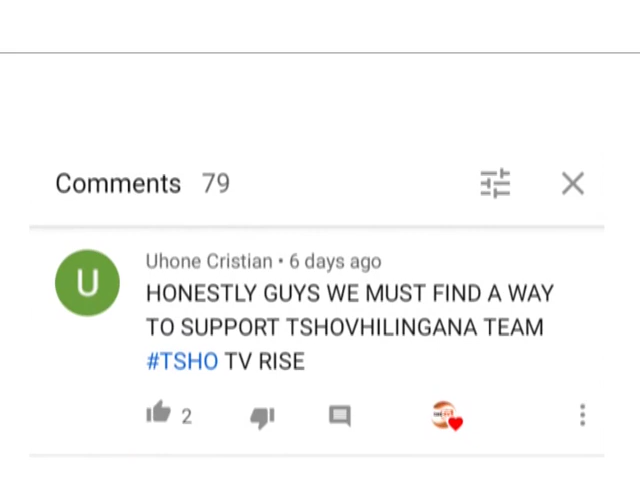 Comments 79
Uhone Cristian • 6 days ago
HONESTLY GUYS WE MUST FIND A WAY
TO SUPPORT TSHOVHILINGANA TEAM
#TSHO TV RISE
2